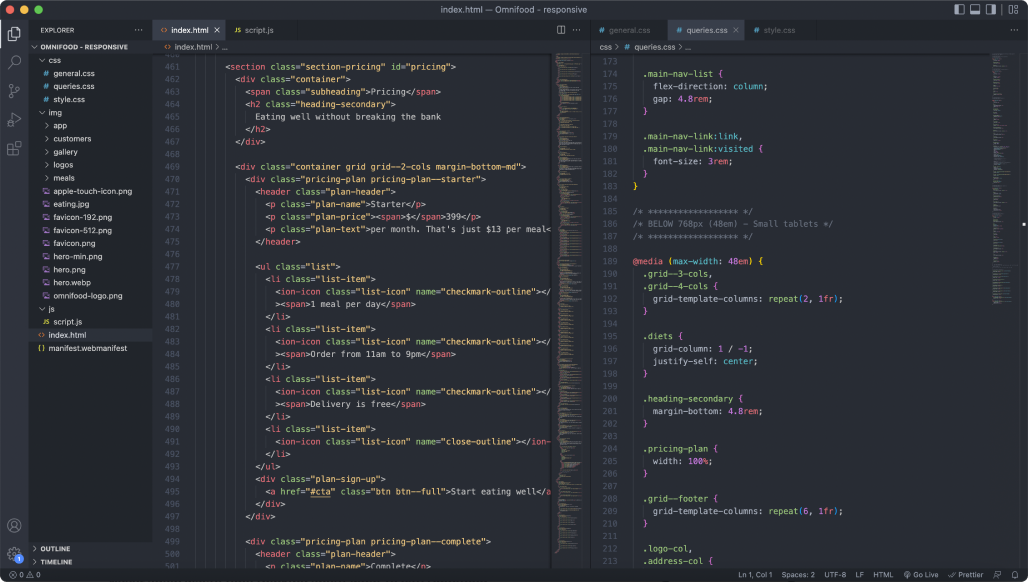 index.html — Omnifood - responsive
EXPLORER
OMNIFOOD - RESPONSIVE
css
# general.css
# queries.css
# style.css
img
app
customers
gallery
logos
meals
apple-touch-icon.png
eating.jpg
favicon-192.png
favicon-512.png
favicon.png
hero-min.png
hero.png
hero.webp
omnifood-logo.png
js
JS script.js
<> index.html
{} manifest.webmanifest
OUTLINE
TIMELINE
<> index.html ×
JS script.js
<> index.html > ...
461 <section class="section-pricing" id="pricing">
462 <div class="container">
463 <span class="subheading">Pricing</span>
464 <h2 class="heading-secondary">
465 Eating well without breaking the bank
466 </h2>
467 </div>
468
469 <div class="container grid grid--2-cols margin-bottom-md">
470 <div class="pricing-plan pricing-plan--starter">
471 <header class="plan-header">
472 <p class="plan-name">Starter</p>
473 <p class="plan-price"><span>$</span>399</p>
474 <p class="plan-text">per month. That's just $13 per meal<
475 </header>
476
477 <ul class="list">
478 <li class="list-item">
479 <ion-icon class="list-icon" name="checkmark-outline"></
480 ><span>1 meal per day</span>
481 </li>
482 <li class="list-item">
483 <ion-icon class="list-icon" name="checkmark-outline"></
484 ><span>Order from 11am to 9pm</span>
485 </li>
486 <li class="list-item">
487 <ion-icon class="list-icon" name="checkmark-outline"></
488 ><span>Delivery is free</span>
489 </li>
490 <li class="list-item">
491 <ion-icon class="list-icon" name="close-outline"></ion-
492 </li>
493 </ul>
494 <div class="plan-sign-up">
495 <a href="#cta" class="btn btn--full">Start eating well</a
496 </div>
497 </div>
498
499 <div class="pricing-plan pricing-plan--complete">
500 <header class="plan-header">
<p class="plan-name">Complete</p>
# general.css
# queries.css ×
# style.css
css > # queries.css > ...
173
174 .main-nav-list {
175 flex-direction: column;
176 gap: 4.8rem;
177 }
178
179 .main-nav-link:link,
180 .main-nav-link:visited {
181 font-size: 3rem;
182 }
183 }
184
185 /* ****************** */
186 /* BELOW 768px (48em) ~ Small tablets */
187 /* ****************** */
188
189 @media (max-width: 48em) {
190 .grid--3-cols,
191 .grid--4-cols {
192 grid-template-columns: repeat(2, 1fr);
193 }
194
195 .diets {
196 grid-column: 1 / -1;
197 justify-self: center;
198 }
199
200 .heading-secondary {
201 margin-bottom: 4.8rem;
202 }
203
204 .pricing-plan {
205 width: 100%;
206 }
207
208 .grid--footer {
209 grid-template-columns: repeat(6, 1fr);
210 }
211
212 .logo-col,
213 .address-col {
1
0 0
Ln 1, Col 1 Spaces: 2 UTF-8 LF HTML Go Live Prettier